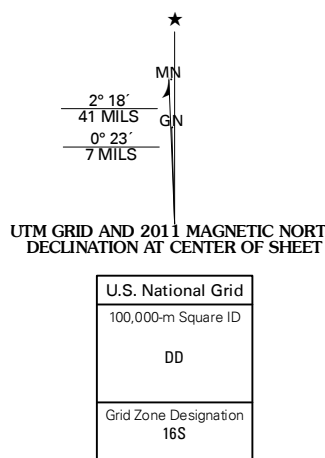 MN
2° 18´
41 MILS
GN
0° 23´
7 MILS
UTM GRID AND 2011 MAGNETIC NORT
DECLINATION AT CENTER OF SHEET
U.S. National Grid
100,000-m Square ID
DD
Grid Zone Designation
16S